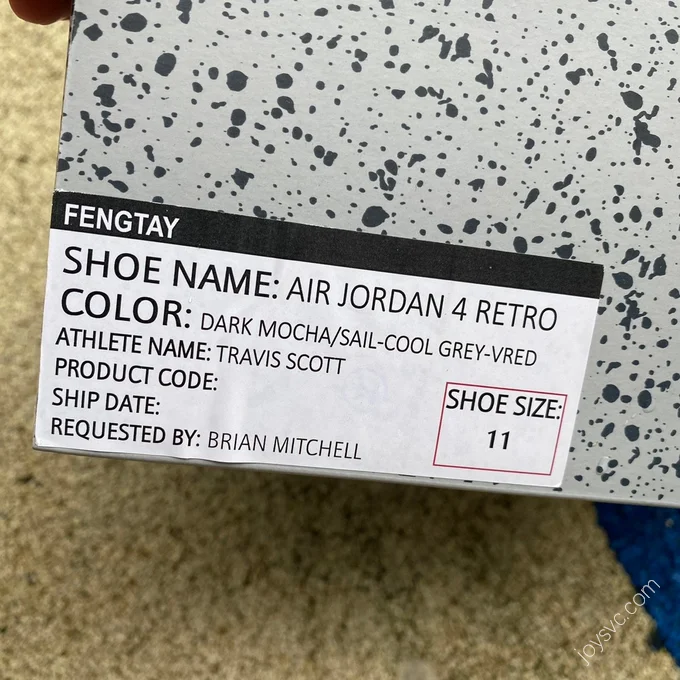 FENGTAY
SHOE NAME: AIR JORDAN 4 RETRO
COLOR: DARK MOCHA/SAIL-COOL GREY-VRED
ATHLETE NAME: TRAVIS SCOTT
PRODUCT CODE:
SHIP DATE:
REQUESTED BY: BRIAN MITCHELL
SHOE SIZE:
11
joysvc.com